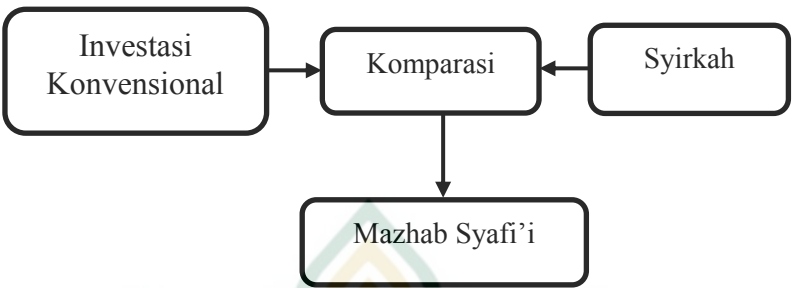 Investasi
Konvensional
Komparasi
Syirkah
Mazhab Syafi’i